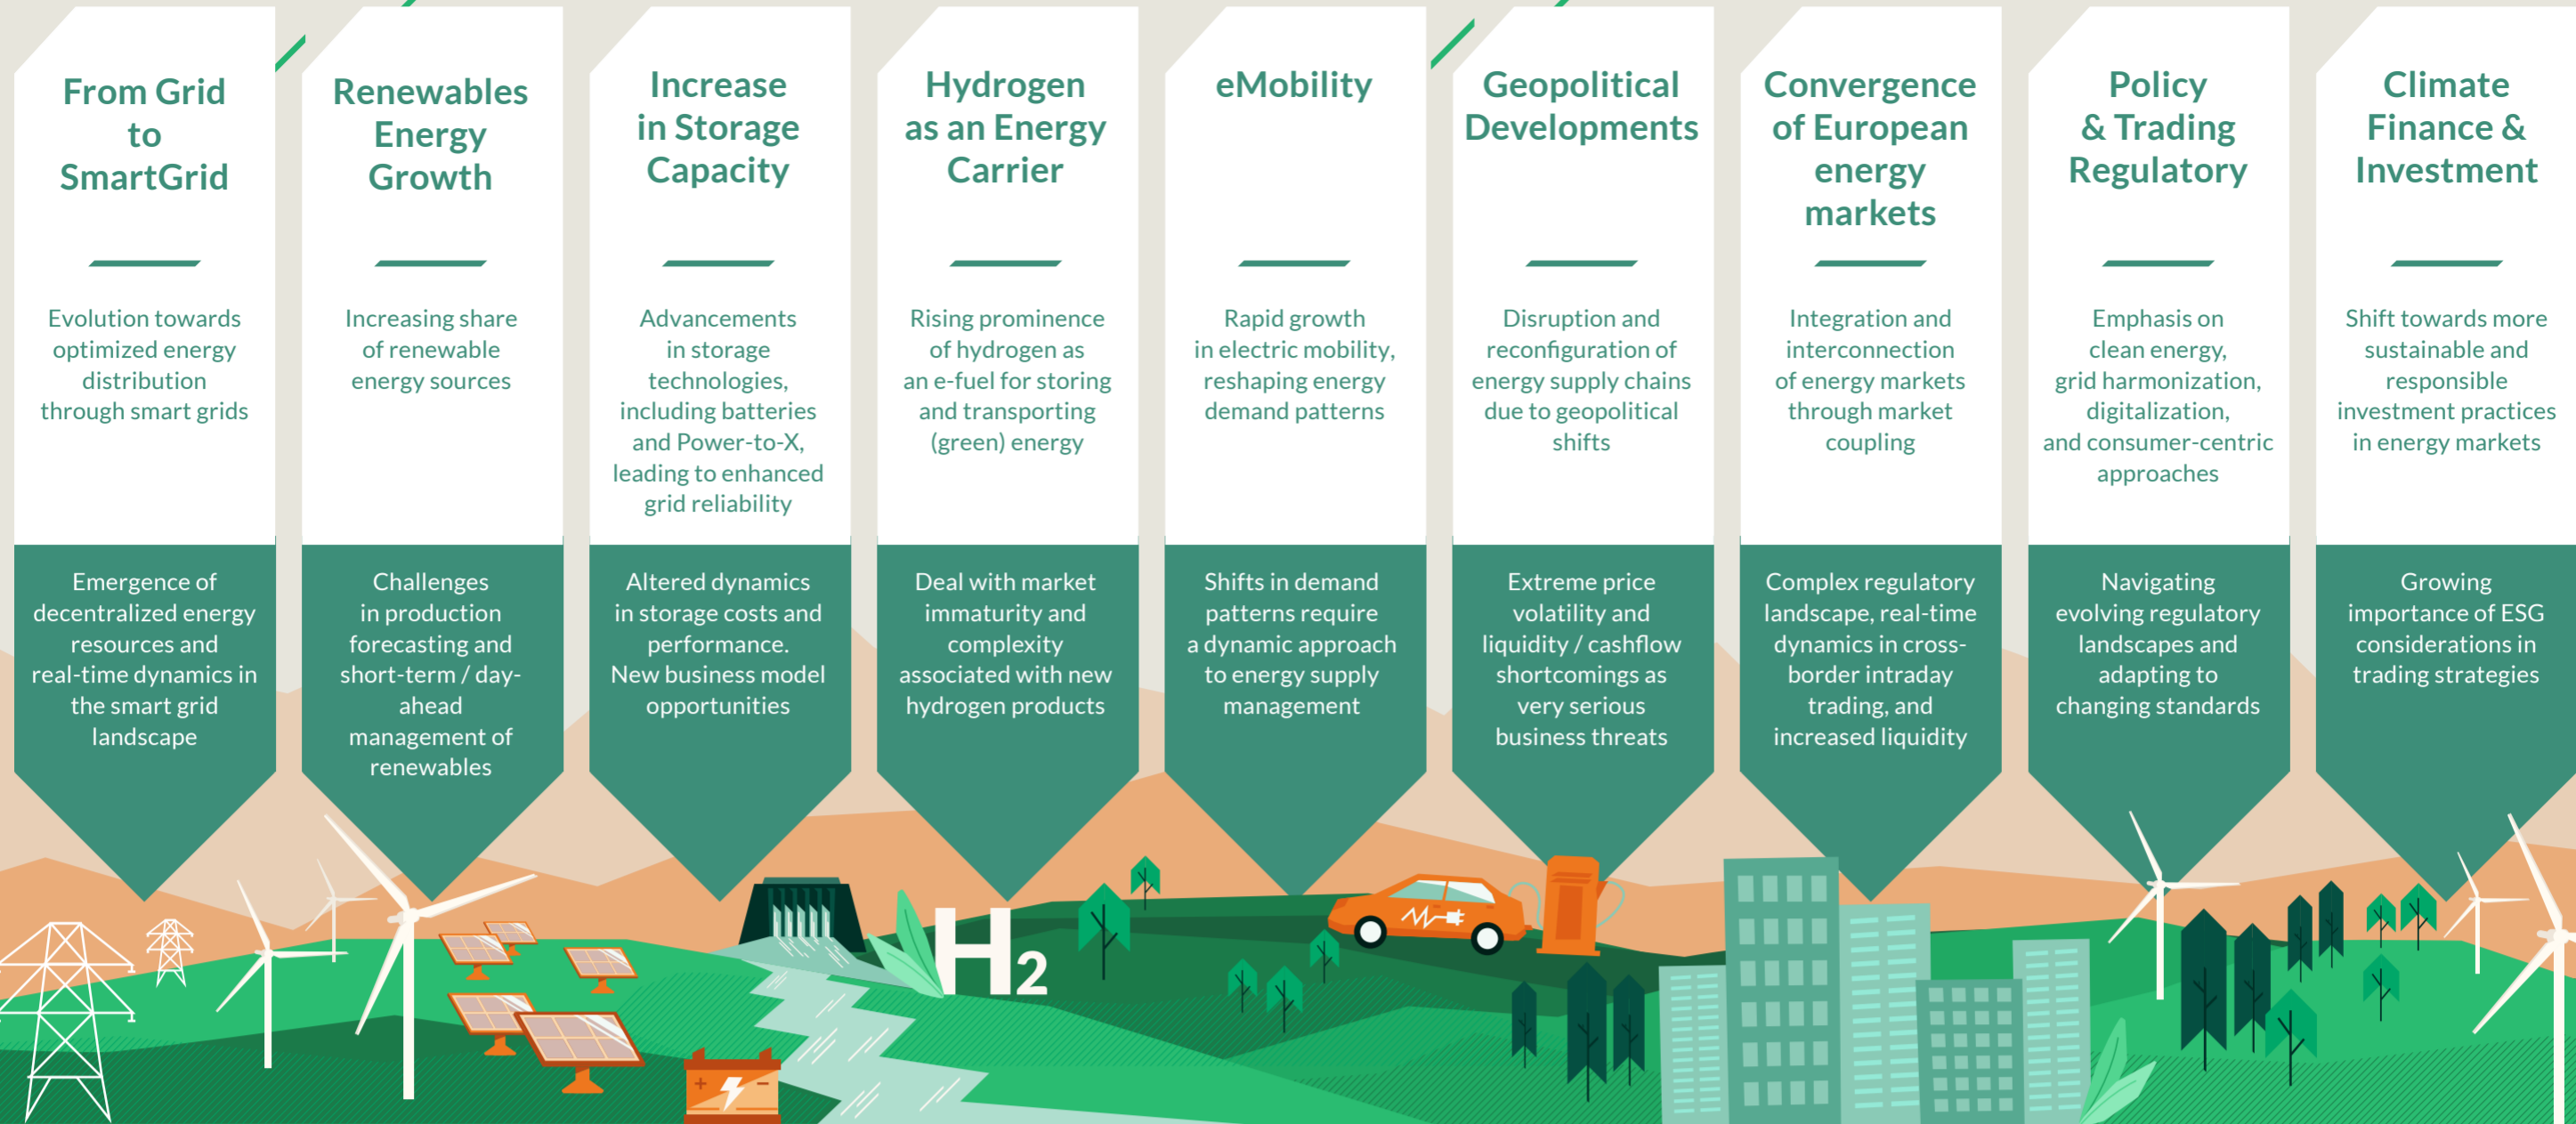 From Grid
to
SmartGrid
Evolution towards
optimized energy
distribution
through smart grids
Emergence of
decentralized energy
resources and
real-time dynamics in
the smart grid
landscape
Renewables
Energy
Growth
Increasing share
of renewable
energy sources
Challenges
in production
forecasting and
short-term / day-
ahead
management of
renewables
Increase
in Storage
Capacity
Advancements
in storage
technologies,
including batteries
and Power-to-X,
leading to enhanced
grid reliability
Altered dynamics
in storage costs and
performance.
New business model
opportunities
Hydrogen
as an Energy
Carrier
Rising prominence
of hydrogen as
an e-fuel for storing
and transporting
(green) energy
Deal with market
immaturity and
complexity
associated with new
hydrogen products
eMobility
Rapid growth
in electric mobility,
reshaping energy
demand patterns
Shifts in demand
patterns require
a dynamic approach
to energy supply
management
Geopolitical
Developments
Disruption and
reconfiguration of
energy supply chains
due to geopolitical
shifts
Extreme price
volatility and
liquidity / cashflow
shortcomings as
very serious
business threats
Convergence
of European
energy
markets
Integration and
interconnection
of energy markets
through market
coupling
Complex regulatory
landscape, real-time
dynamics in cross-
border intraday
trading, and
increased liquidity
Policy
& Trading
Regulatory
Emphasis on
clean energy,
grid harmonization,
digitalization,
and consumer-centric
approaches
Navigating
evolving regulatory
landscapes and
adapting to
changing standards
Climate
Finance &
Investment
Shift towards more
sustainable and
responsible
investment practices
in energy markets
Growing
importance of ESG
considerations in
trading strategies
H2
+ −